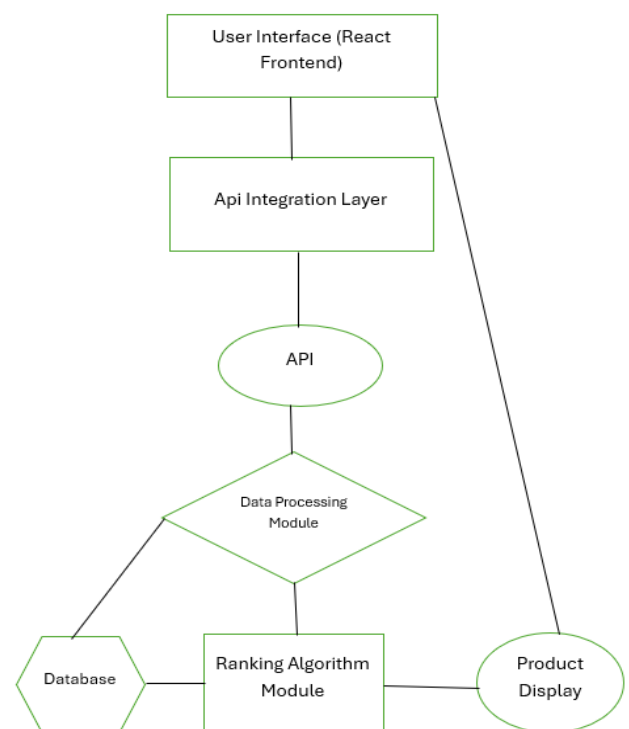 User Interface (React
Frontend)
Api Integration Layer
API
Data Processing
Module
Database
Ranking Algorithm
Module
Product
Display